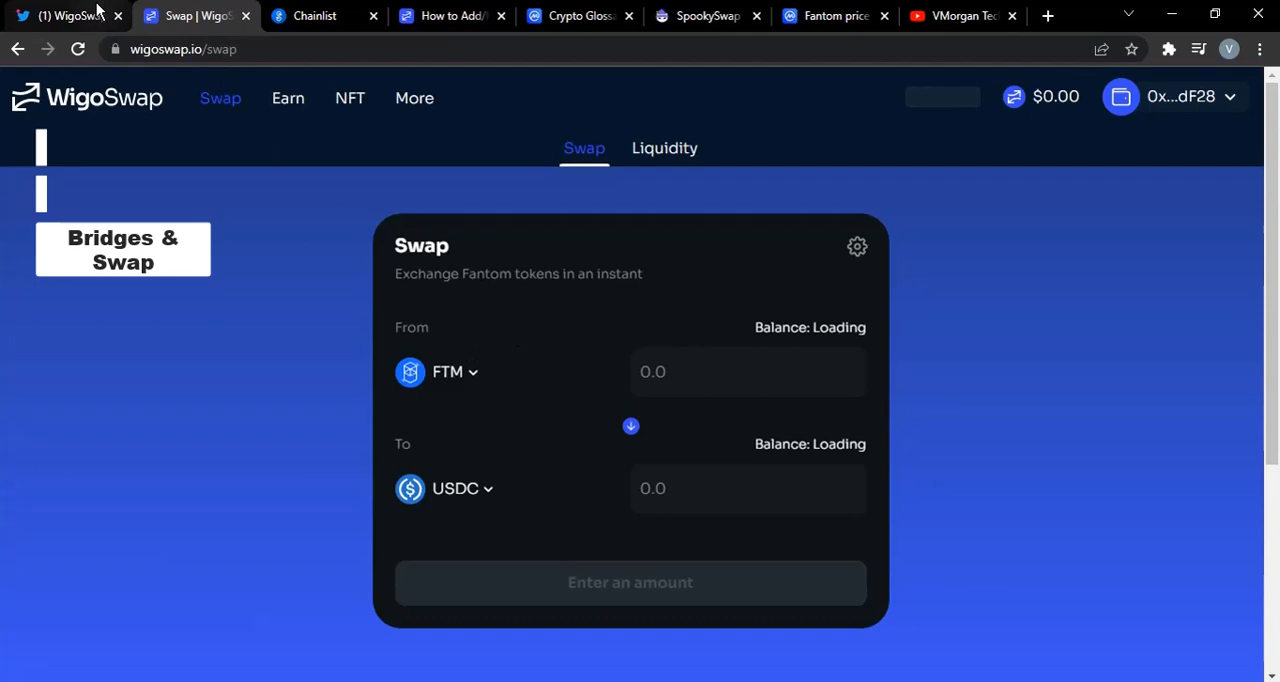 (1) WigoSwa
Swap | WigoS
Chainlist
How to Add/
Crypto Gloss
SpookySwap
Fantom price
VMorgan Tec
wigoswap.io/swap
V
WigoSwap
Swap
Earn
NFT
More
$0.00
0x...dF28
Swap
Liquidity
Bridges &
Swap
Swap
Exchange Fantom tokens in an instant
From
Balance: Loading
FTM
0.0
To
Balance: Loading
USDC
0.0
Enter an amount